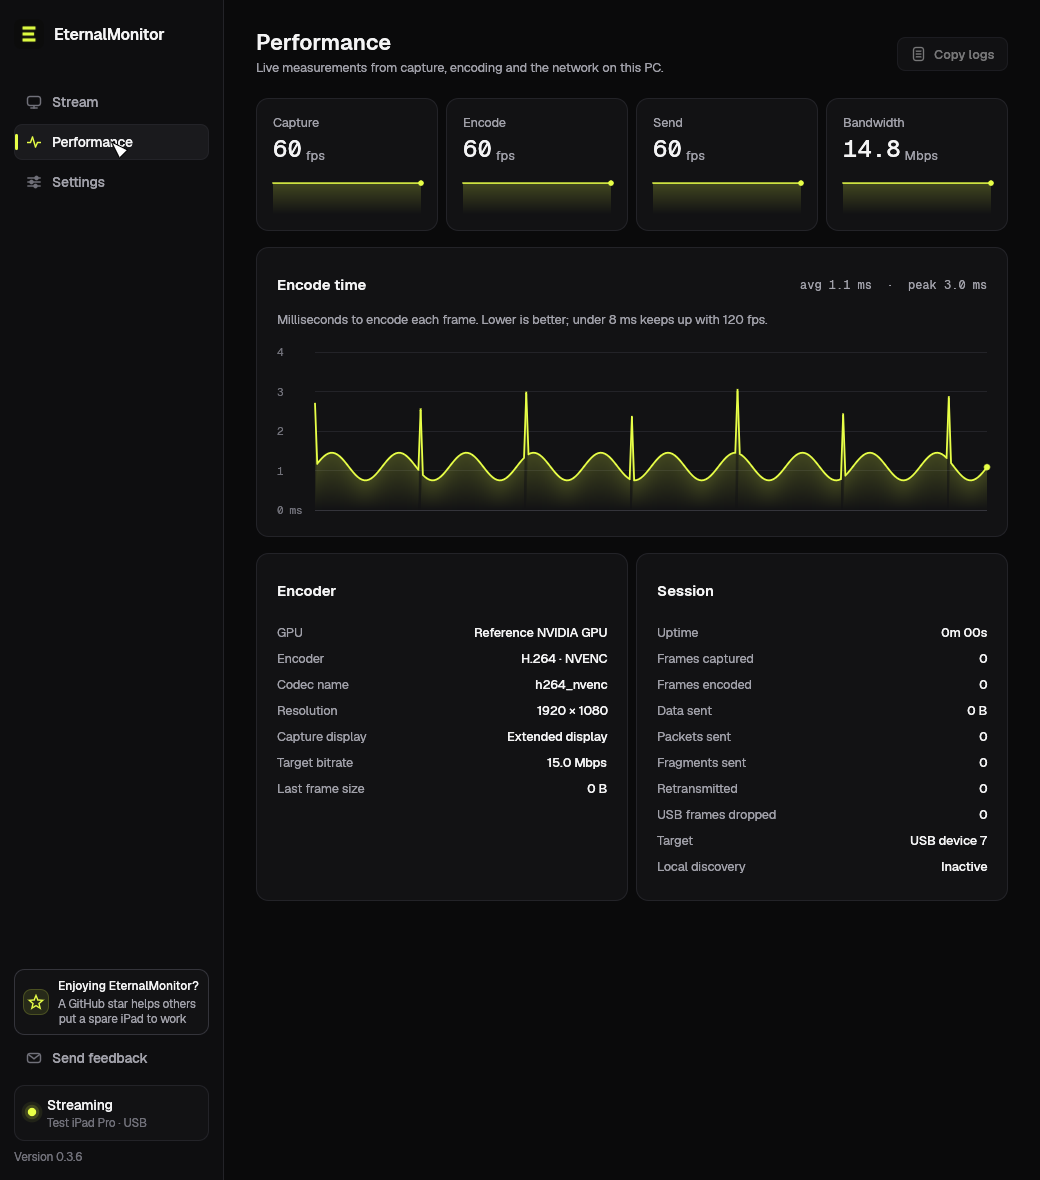 EternalMonitor
Stream
Performance
Settings
Enjoying EternalMonitor?
A GitHub star helps others
put a spare iPad to work
Send feedback
Streaming
Test iPad Pro · USB
Version 0.3.6
Performance
Live measurements from capture, encoding and the network on this PC.
Copy logs
Capture
60 fps
Encode
60 fps
Send
60 fps
Bandwidth
14.8 Mbps
Encode time
avg 1.1 ms · peak 3.0 ms
Milliseconds to encode each frame. Lower is better; under 8 ms keeps up with 120 fps.
4
3
2
1
0 ms
Encoder
GPU Reference NVIDIA GPU
Encoder H.264 · NVENC
Codec name h264_nvenc
Resolution 1920 × 1080
Capture display Extended display
Target bitrate 15.0 Mbps
Last frame size 0 B
Session
Uptime 0m 00s
Frames captured 0
Frames encoded 0
Data sent 0 B
Packets sent 0
Fragments sent 0
Retransmitted 0
USB frames dropped 0
Target USB device 7
Local discovery Inactive